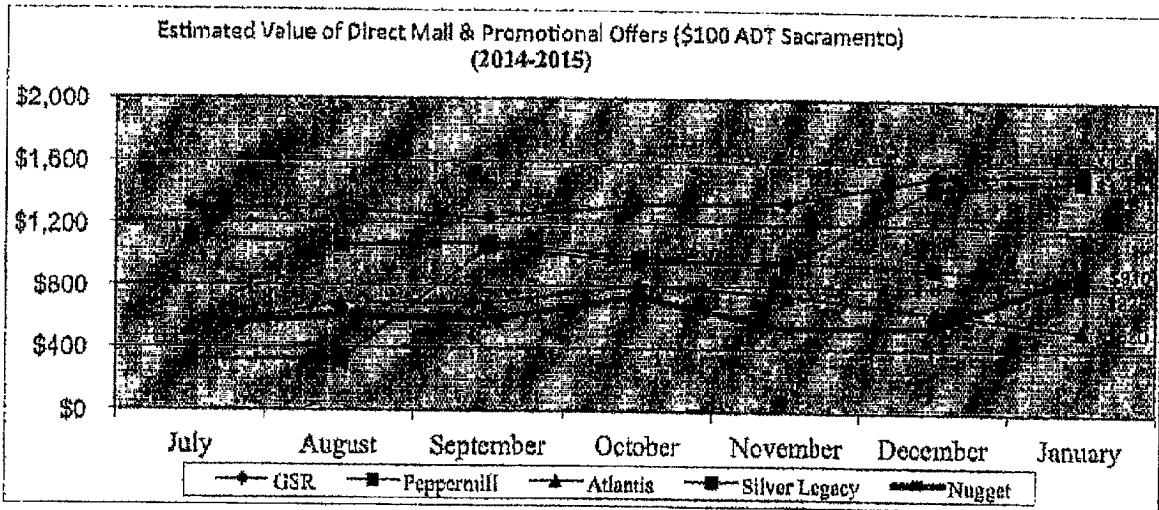 Estimated Value of Direct Mail & Promotional Offers ($100 ADT Sacramento)
(2014-2015)
$2,000
$1,600
$1,200
$800
$400
$0
July August September October November December January
GSR Peppermill Atlantis Silver Legacy Nugget